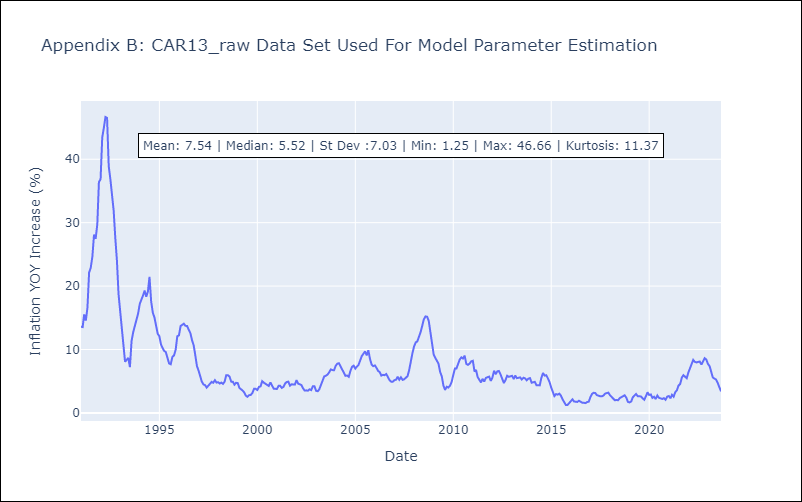 Appendix B: CAR13_raw Data Set Used For Model Parameter Estimation
Mean: 7.54 | Median: 5.52 | St Dev :7.03 | Min: 1.25 | Max: 46.66 | Kurtosis: 11.37
Inflation YOY Increase (%)
40
30
20
10
0
1995
2000
2005
2010
2015
2020
Date